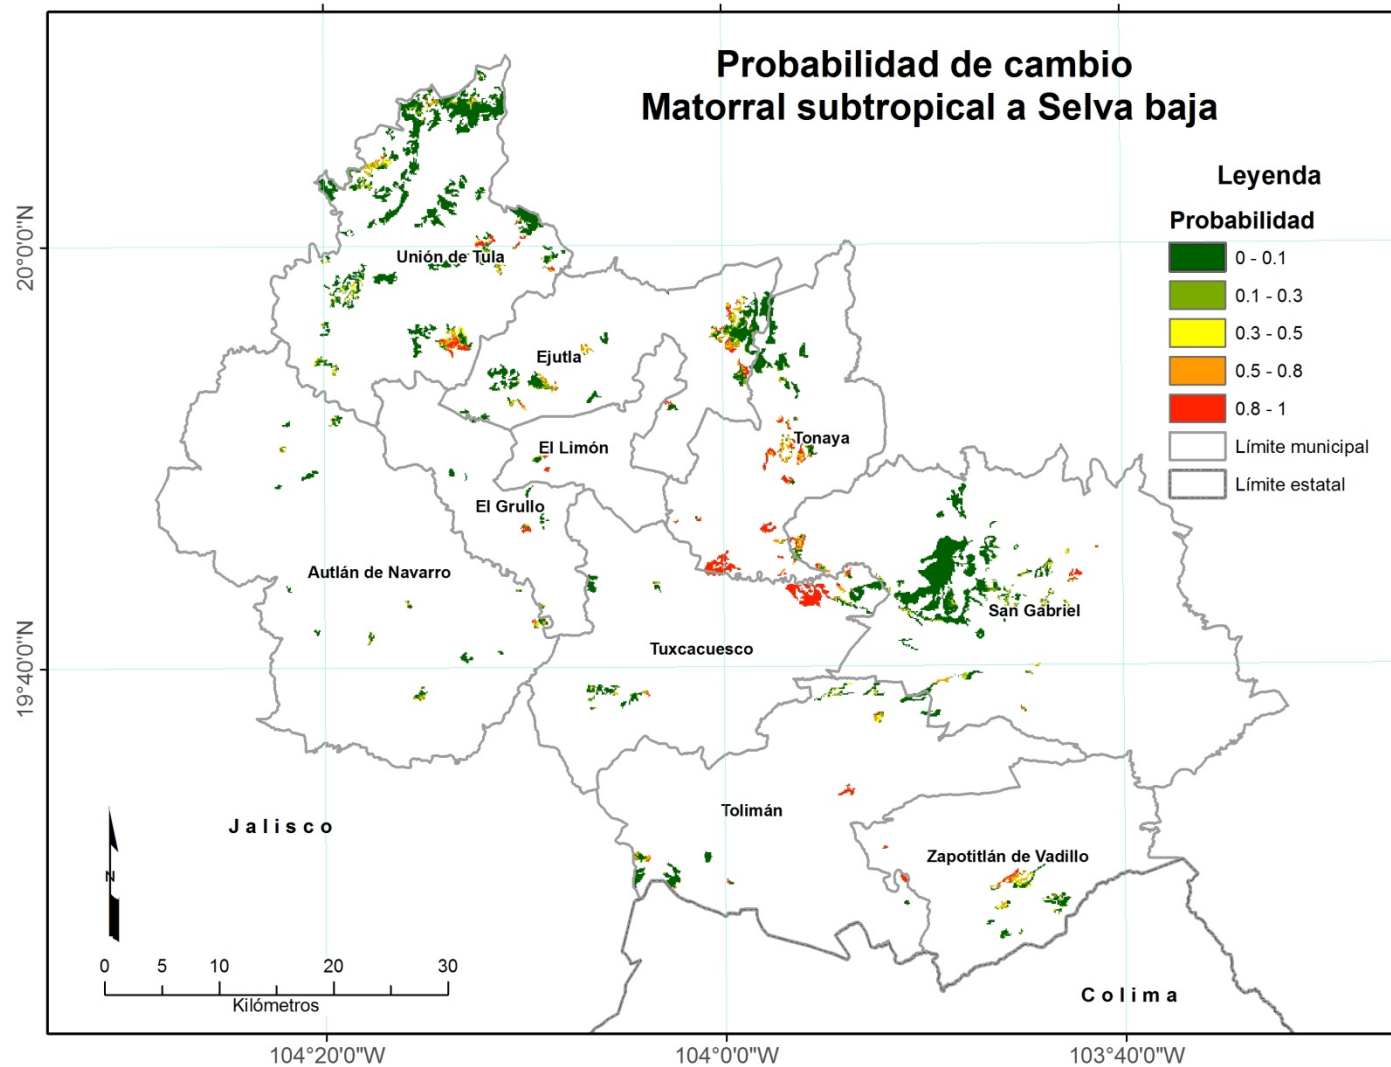 Probabilidad de cambio
Matorral subtropical a Selva baja
Leyenda
Probabilidad
0 - 0.1
0.1 - 0.3
0.3 - 0.5
0.5 - 0.8
0.8 - 1
Límite municipal
Límite estatal
20°0'0"N
19°40'0"N
Unión de Tula
Ejutla
Tonaya
El Limón
El Grullo
Autlán de Navarro
San Gabriel
Tuxcacuesco
Tolimán
Zapotitlán de Vadillo
Jalisco
Colima
N
0 5 10 20 30
Kilómetros
104°20'0"W 104°0'0"W 103°40'0"W